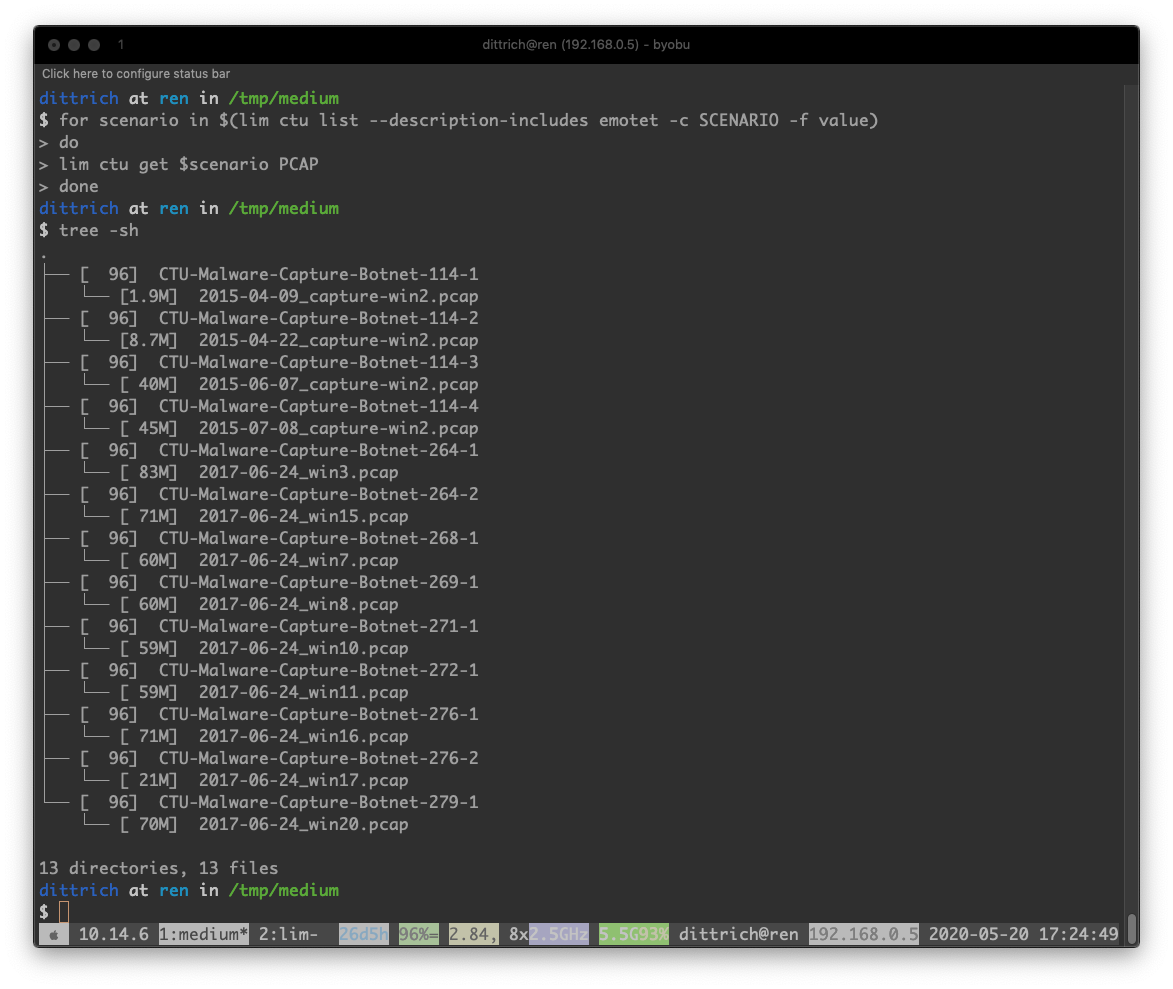 1 dittrich@ren (192.168.0.5) - byobu
Click here to configure status bar
dittrich at ren in /tmp/medium
$ for scenario in $(lim ctu list --description-includes emotet -c SCENARIO -f value)
> do
> lim ctu get $scenario PCAP
> done
dittrich at ren in /tmp/medium
$ tree -sh
.
├── [  96]  CTU-Malware-Capture-Botnet-114-1
│   └── [1.9M]  2015-04-09_capture-win2.pcap
├── [  96]  CTU-Malware-Capture-Botnet-114-2
│   └── [8.7M]  2015-04-22_capture-win2.pcap
├── [  96]  CTU-Malware-Capture-Botnet-114-3
│   └── [ 40M]  2015-06-07_capture-win2.pcap
├── [  96]  CTU-Malware-Capture-Botnet-114-4
│   └── [ 45M]  2015-07-08_capture-win2.pcap
├── [  96]  CTU-Malware-Capture-Botnet-264-1
│   └── [ 83M]  2017-06-24_win3.pcap
├── [  96]  CTU-Malware-Capture-Botnet-264-2
│   └── [ 71M]  2017-06-24_win15.pcap
├── [  96]  CTU-Malware-Capture-Botnet-268-1
│   └── [ 60M]  2017-06-24_win7.pcap
├── [  96]  CTU-Malware-Capture-Botnet-269-1
│   └── [ 60M]  2017-06-24_win8.pcap
├── [  96]  CTU-Malware-Capture-Botnet-271-1
│   └── [ 59M]  2017-06-24_win10.pcap
├── [  96]  CTU-Malware-Capture-Botnet-272-1
│   └── [ 59M]  2017-06-24_win11.pcap
├── [  96]  CTU-Malware-Capture-Botnet-276-1
│   └── [ 71M]  2017-06-24_win16.pcap
├── [  96]  CTU-Malware-Capture-Botnet-276-2
│   └── [ 21M]  2017-06-24_win17.pcap
└── [  96]  CTU-Malware-Capture-Botnet-279-1
    └── [ 70M]  2017-06-24_win20.pcap
13 directories, 13 files
dittrich at ren in /tmp/medium
$
10.14.6 1:medium* 2:lim- 26d5h 96%= 2.84, 8x2.5GHz 5.5G93% dittrich@ren 192.168.0.5 2020-05-20 17:24:49